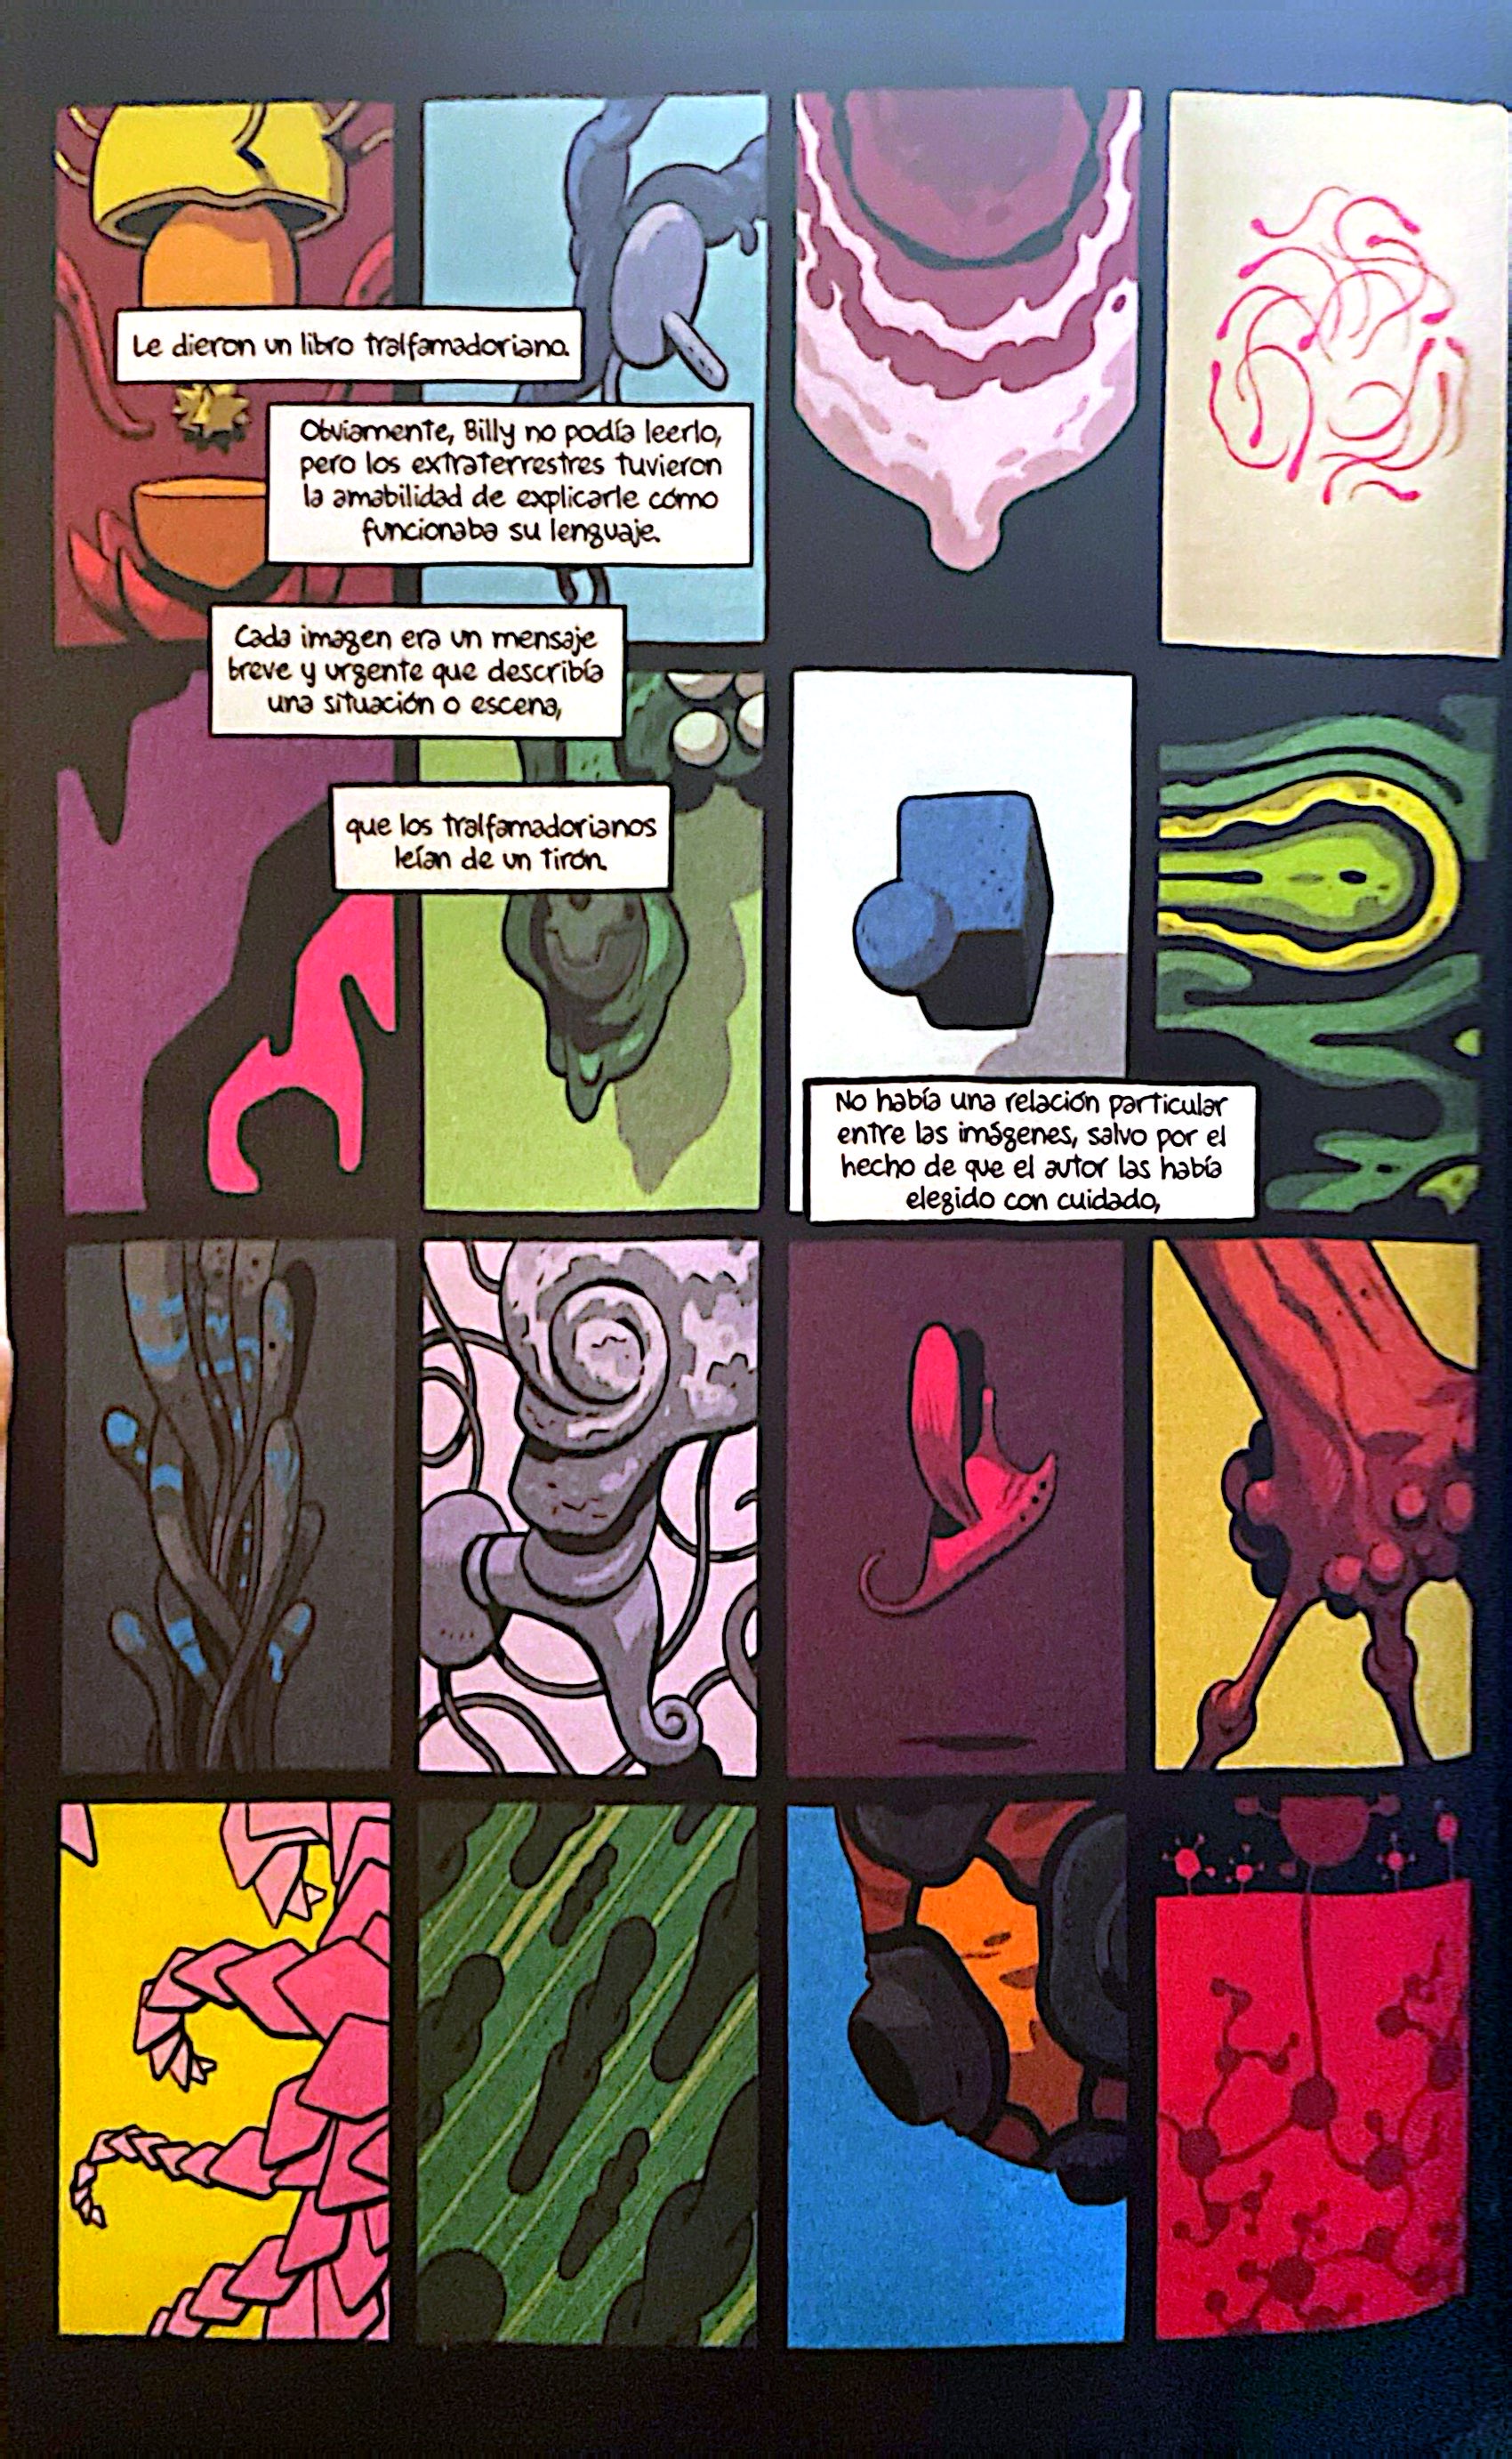 Le dieron un libro tralfamadoriano.
Obviamente, Billy no podía leerlo,
pero los extraterrestres tuvieron
la amabilidad de explicarle cómo
funcionaba su lenguaje.
Cada imagen era un mensaje
breve y urgente que describía
una situación o escena,
que los tralfamadorianos
leían de un tirón.
No había una relación particular
entre las imágenes, salvo por el
hecho de que el autor las había
elegido con cuidado,